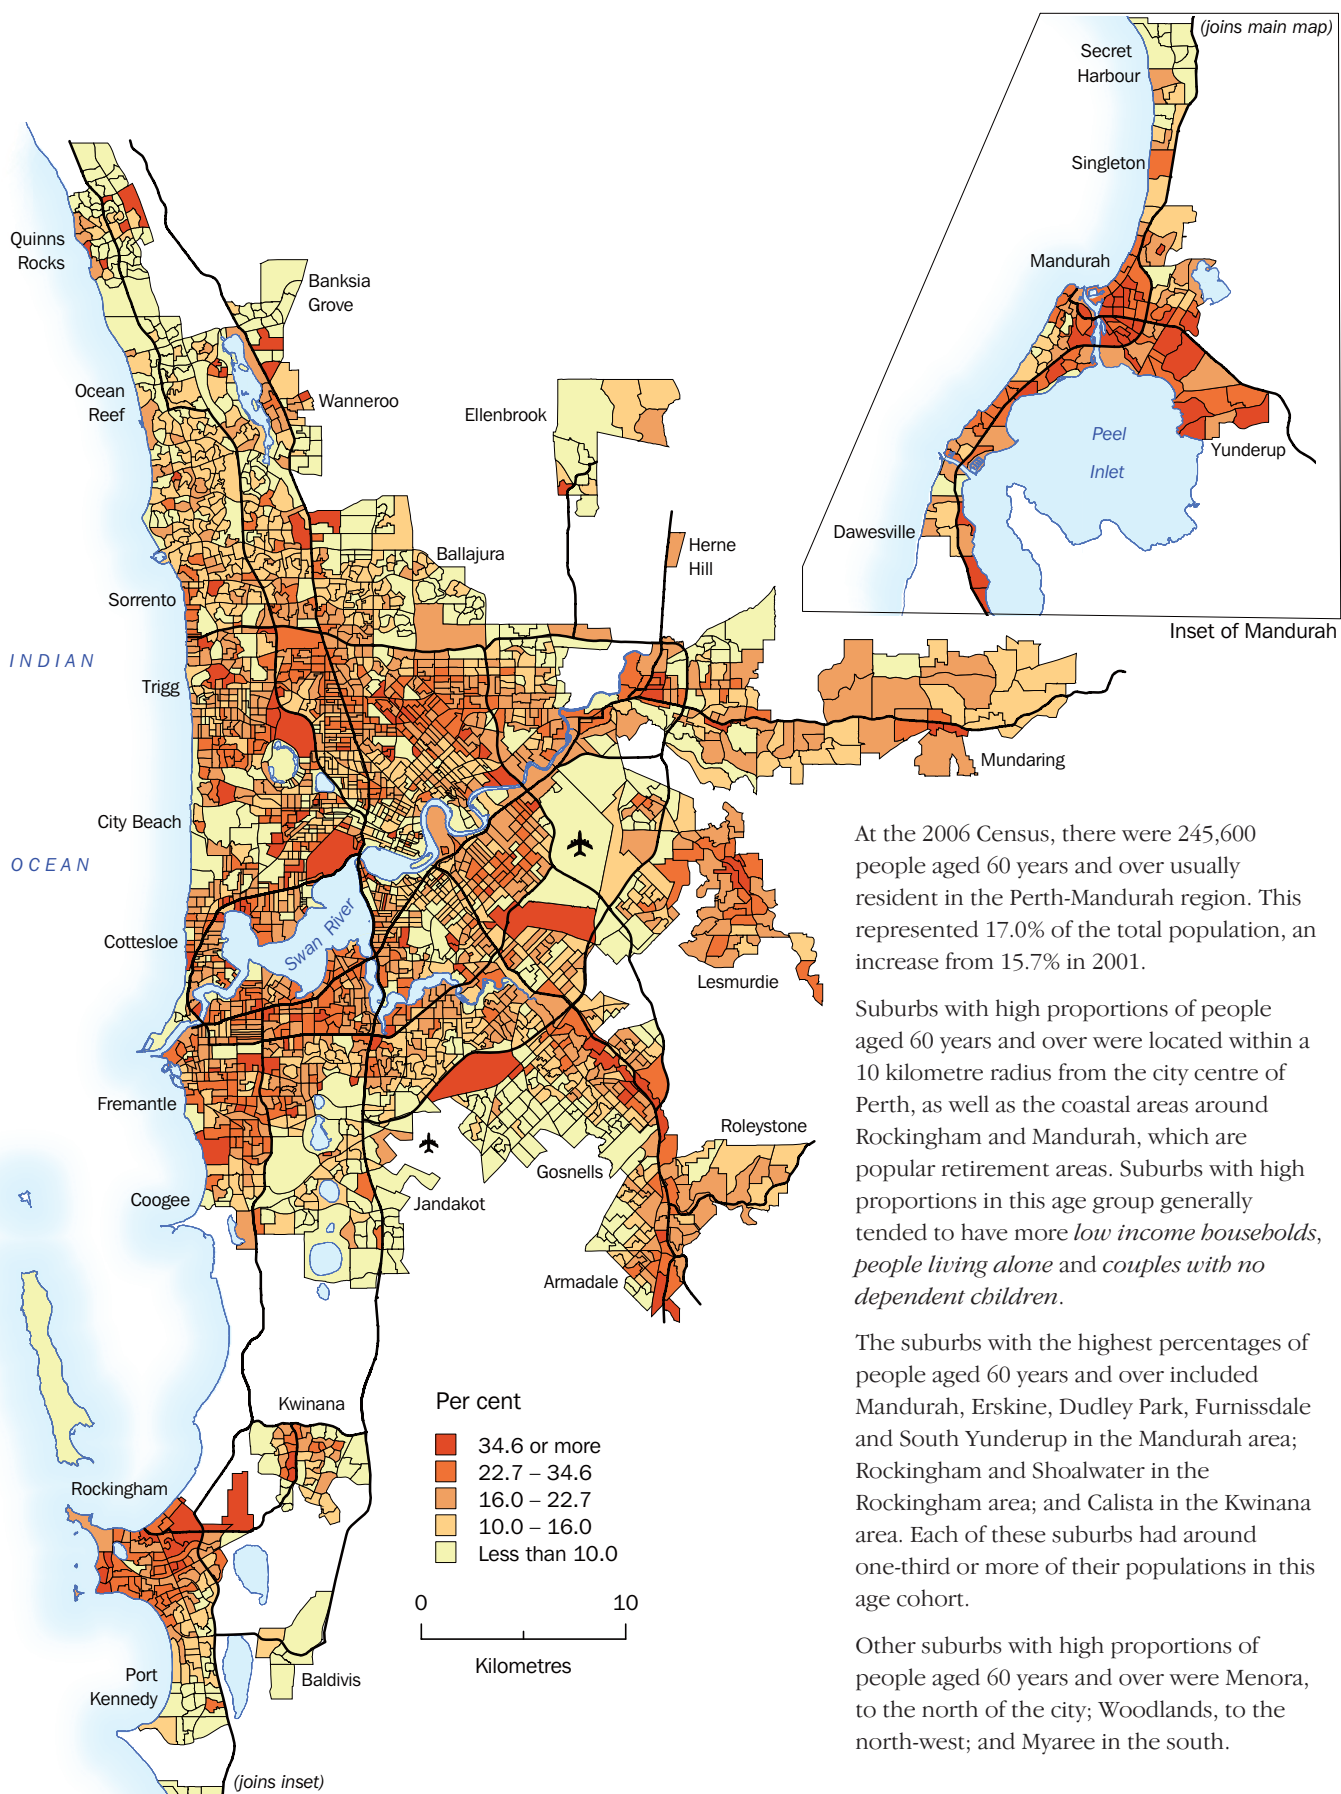 (joins main map)
Secret
Harbour
Singleton
Mandurah
Peel
Inlet
Yunderup
Dawesville
Inset of Mandurah
Quinns
Rocks
Banksia
Grove
Ocean
Reef
Wanneroo
Ellenbrook
Ballajura
Herne
Hill
Sorrento
INDIAN
Trigg
Mundaring
City Beach
OCEAN
Swan River
Cottesloe
Lesmurdie
Fremantle
Roleystone
Gosnells
Coogee
Jandakot
Armadale
Kwinana
Rockingham
Port
Kennedy
Baldivis
(joins inset)
Per cent
34.6 or more
22.7 – 34.6
16.0 – 22.7
10.0 – 16.0
Less than 10.0
0 10
Kilometres
At the 2006 Census, there were 245,600
people aged 60 years and over usually
resident in the Perth-Mandurah region. This
represented 17.0% of the total population, an
increase from 15.7% in 2001.
Suburbs with high proportions of people
aged 60 years and over were located within a
10 kilometre radius from the city centre of
Perth, as well as the coastal areas around
Rockingham and Mandurah, which are
popular retirement areas. Suburbs with high
proportions in this age group generally
tended to have more low income households,
people living alone and couples with no
dependent children.
The suburbs with the highest percentages of
people aged 60 years and over included
Mandurah, Erskine, Dudley Park, Furnissdale
and South Yunderup in the Mandurah area;
Rockingham and Shoalwater in the
Rockingham area; and Calista in the Kwinana
area. Each of these suburbs had around
one-third or more of their populations in this
age cohort.
Other suburbs with high proportions of
people aged 60 years and over were Menora,
to the north of the city; Woodlands, to the
north-west; and Myaree in the south.